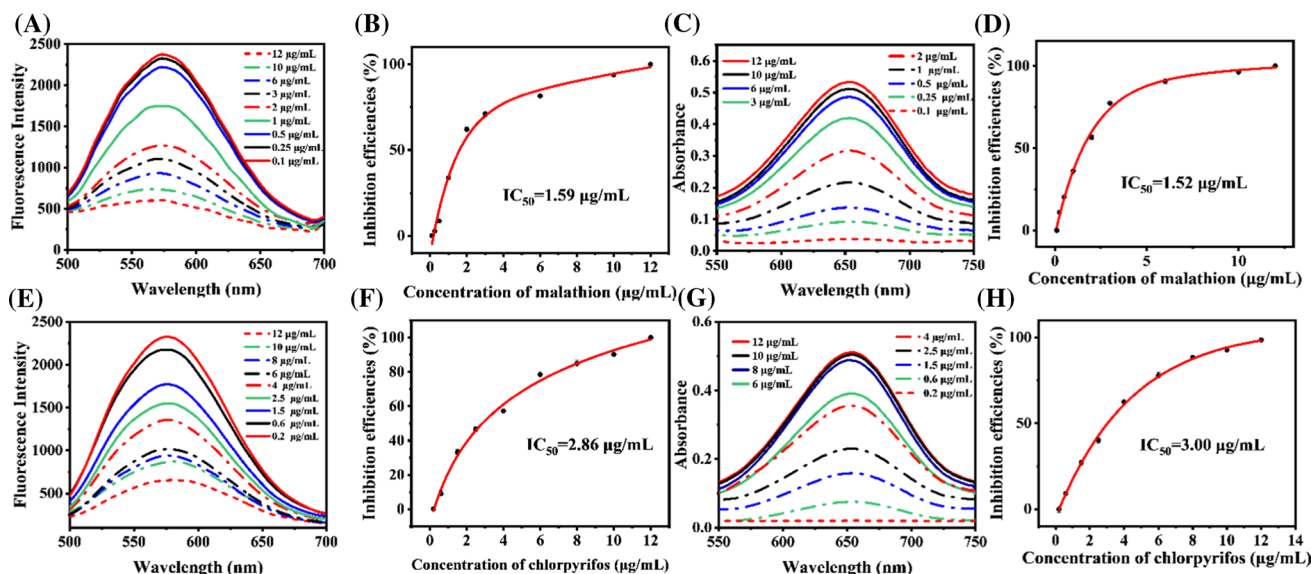 (A)
Fluorescence Intensity
2500
2000
1500
1000
500
0
500
550
600
650
700
Wavelength (nm)
12 µg/mL
10 µg/mL
6 µg/mL
3 µg/mL
2 µg/mL
1 µg/mL
0.5 µg/mL
0.25 µg/mL
0.1 µg/mL
(B)
Inhibition efficiencies (%)
100
50
0
0
2
4
6
8
10
12
Concentration of malathion (µg/mL)
IC50=1.59 µg/mL
(C)
Absorbance
0.6
0.5
0.4
0.3
0.2
0.1
0.0
550
600
650
700
750
Wavelength (nm)
12 µg/mL
10 µg/mL
6 µg/mL
3 µg/mL
2 µg/mL
1 µg/mL
0.5 µg/mL
0.25 µg/mL
0.1 µg/mL
(D)
Inhibition efficiencies (%)
100
50
0
0
5
10
Concentration of malathion (µg/mL)
IC50=1.52 µg/mL
(E)
Fluorescence Intensity
2500
2000
1500
1000
500
500
550
600
650
700
Wavelength (nm)
12 µg/mL
10 µg/mL
8 µg/mL
6 µg/mL
4 µg/mL
2.5 µg/mL
1.5 µg/mL
0.6 µg/mL
0.2 µg/mL
(F)
Inhibition efficiencies (%)
100
80
60
40
20
0
0
2
4
6
8
10
12
Concentration of chlorpyrifos (µg/mL)
IC50=2.86 µg/mL
(G)
Absorbance
0.6
0.4
0.2
0.0
550
600
650
700
750
Wavelength (nm)
12 µg/mL
10 µg/mL
8 µg/mL
6 µg/mL
4 µg/mL
2.5 µg/mL
1.5 µg/mL
0.6 µg/mL
0.2 µg/mL
(H)
Inhibition efficiencies (%)
100
50
0
0
2
4
6
8
10
12
14
Concentration of chlorpyrifos (µg/mL)
IC50=3.00 µg/mL